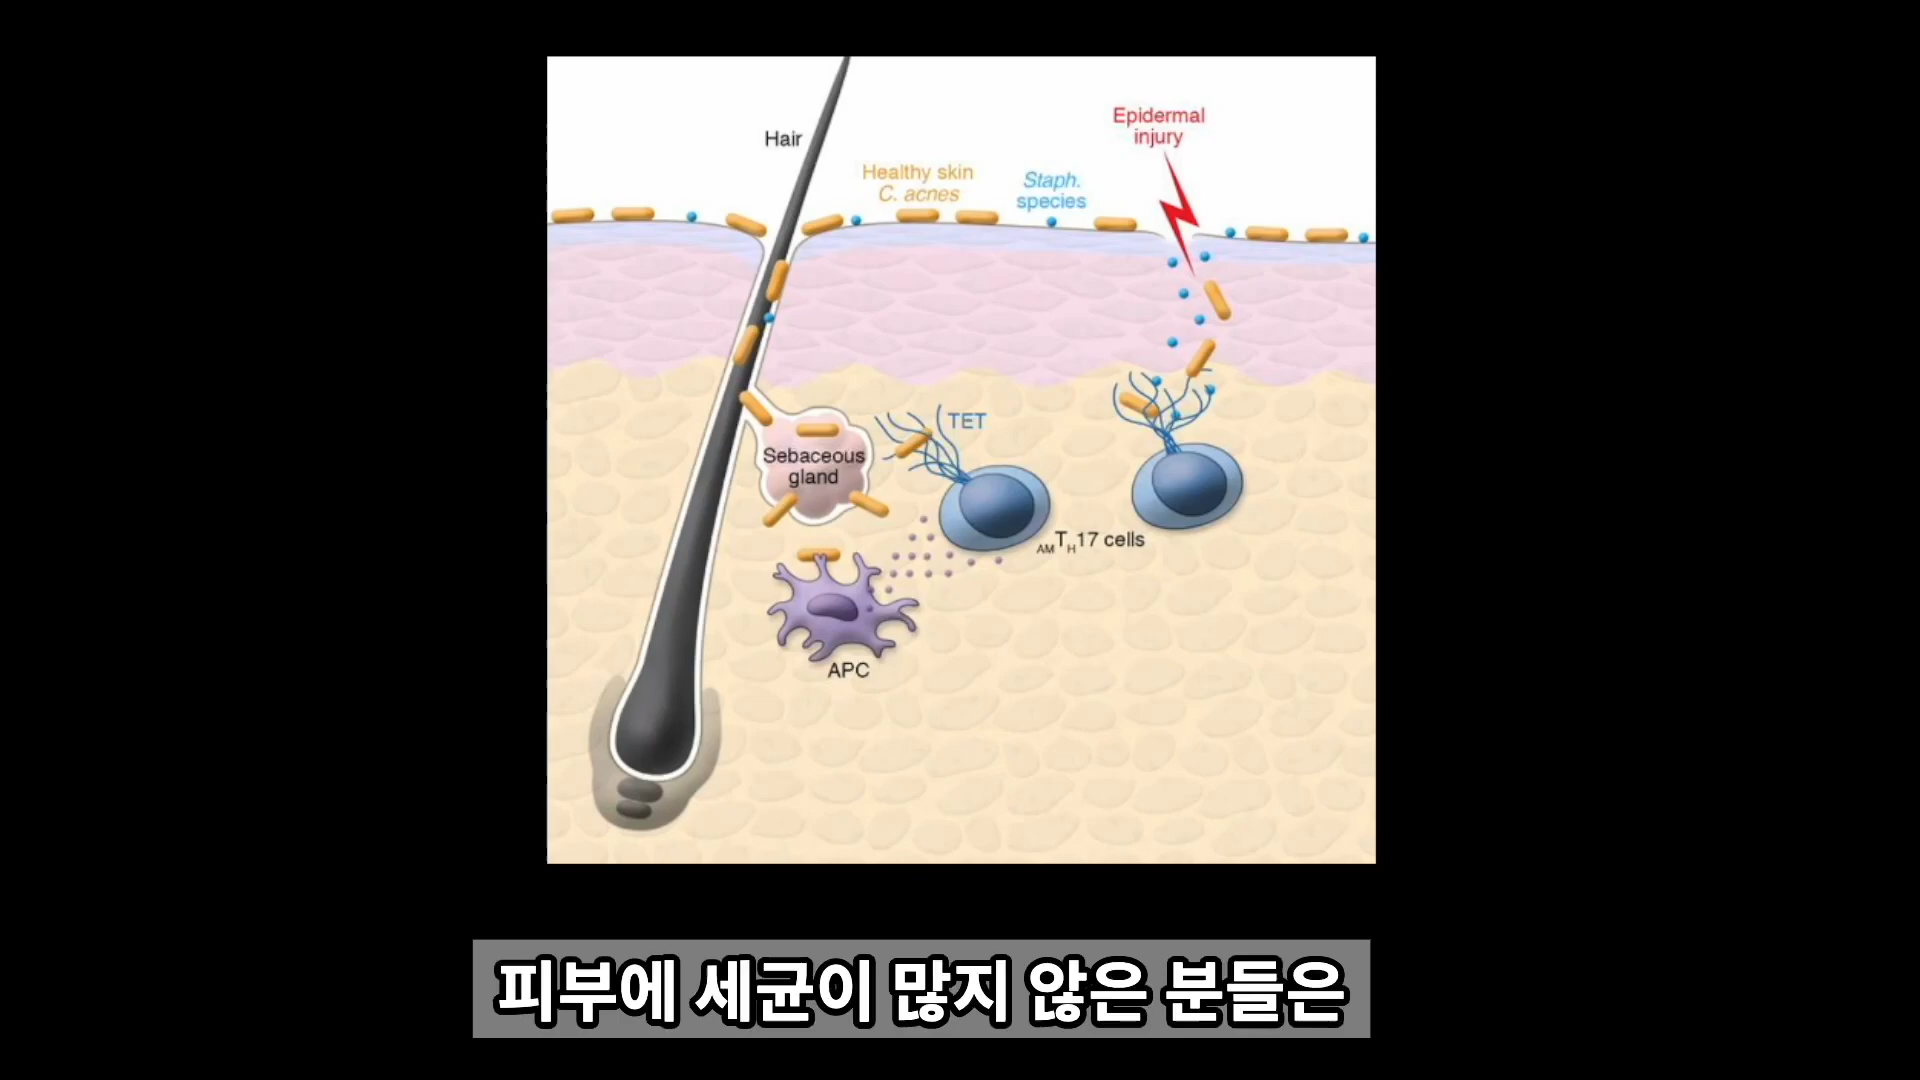 Hair
Epidermal
injury
Healthy skin
C. acnes
Staph.
species
TET
Sebaceous
gland
AMTH17 cells
APC
피부에 세균이 많지 않은 분들은